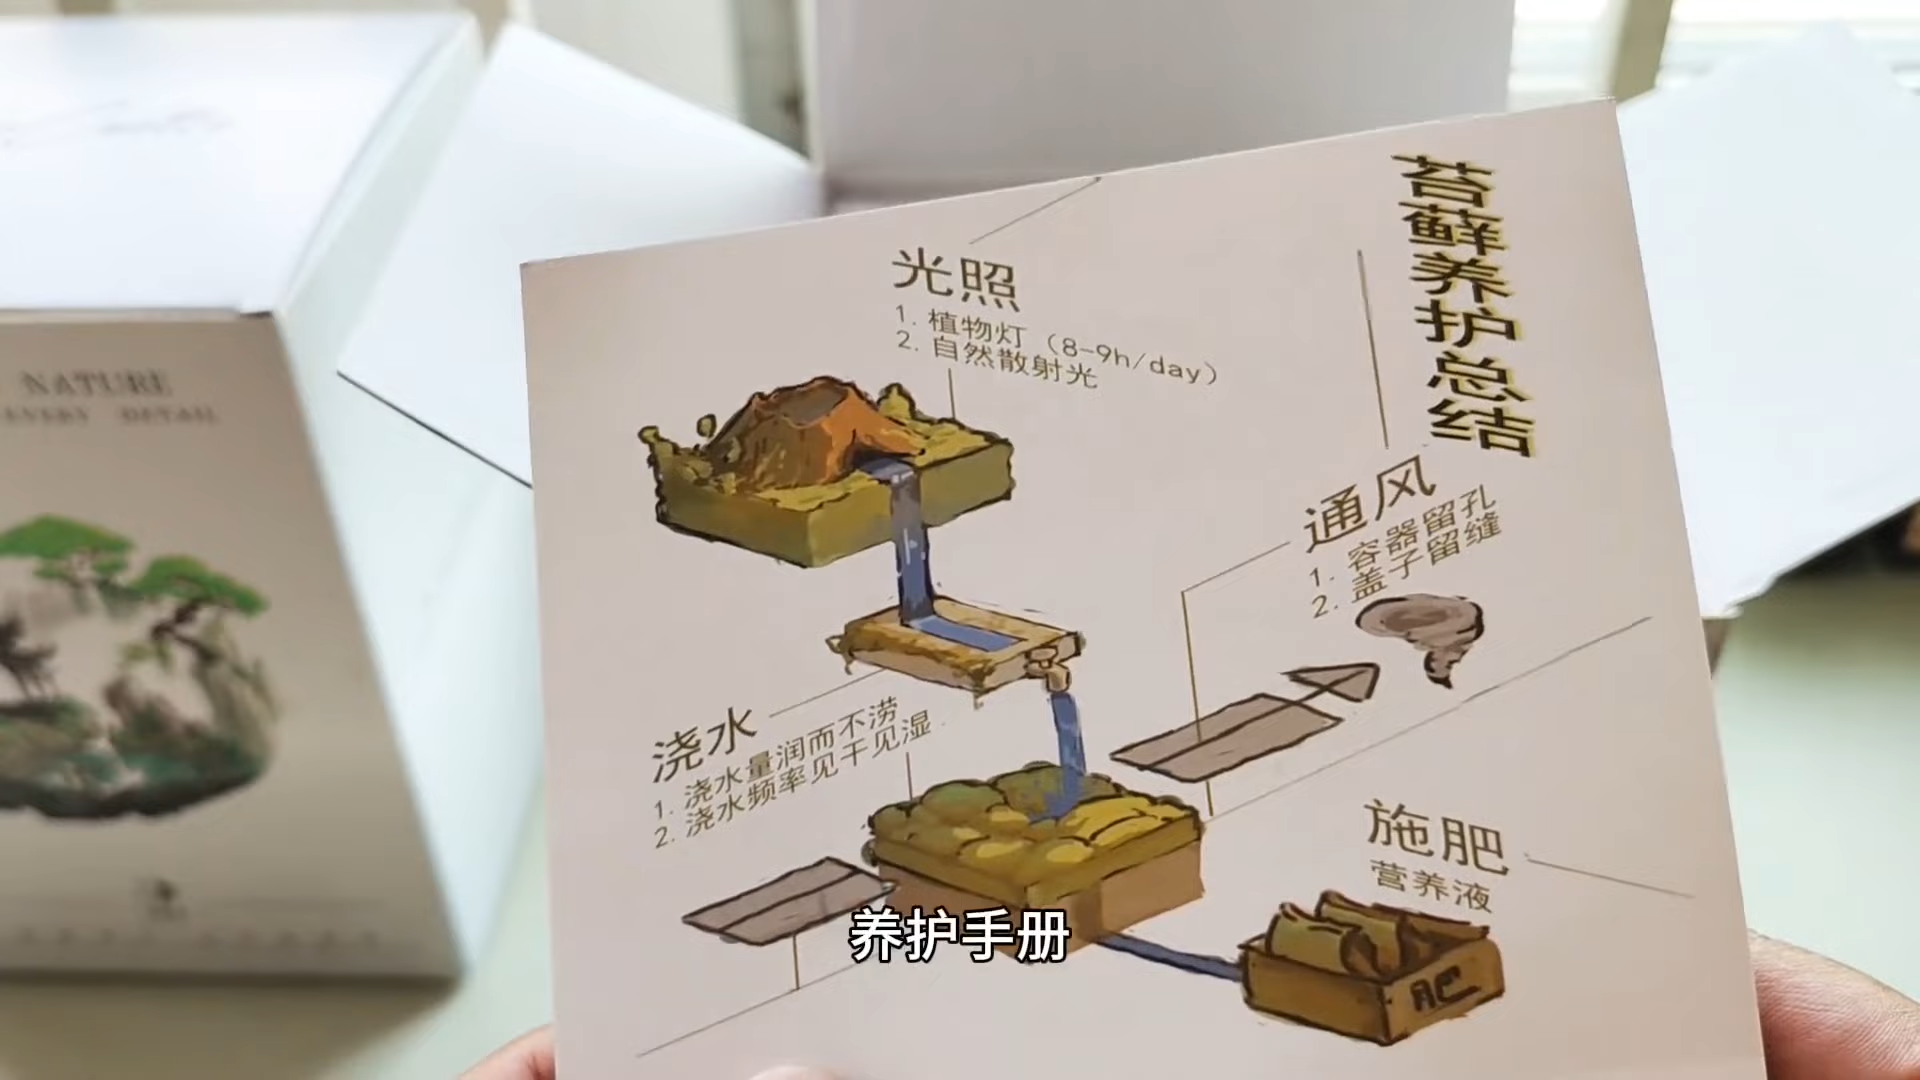 苔藓养护总结
光照
1. 植物灯（8-9h/day）
2. 自然散射光
通风
1. 容器留孔
2. 盖子留缝
浇水
1. 浇水量润而不涝
2. 浇水频率见干见湿
施肥
营养液
肥
NATURE
EVERY DETAIL
养护手册